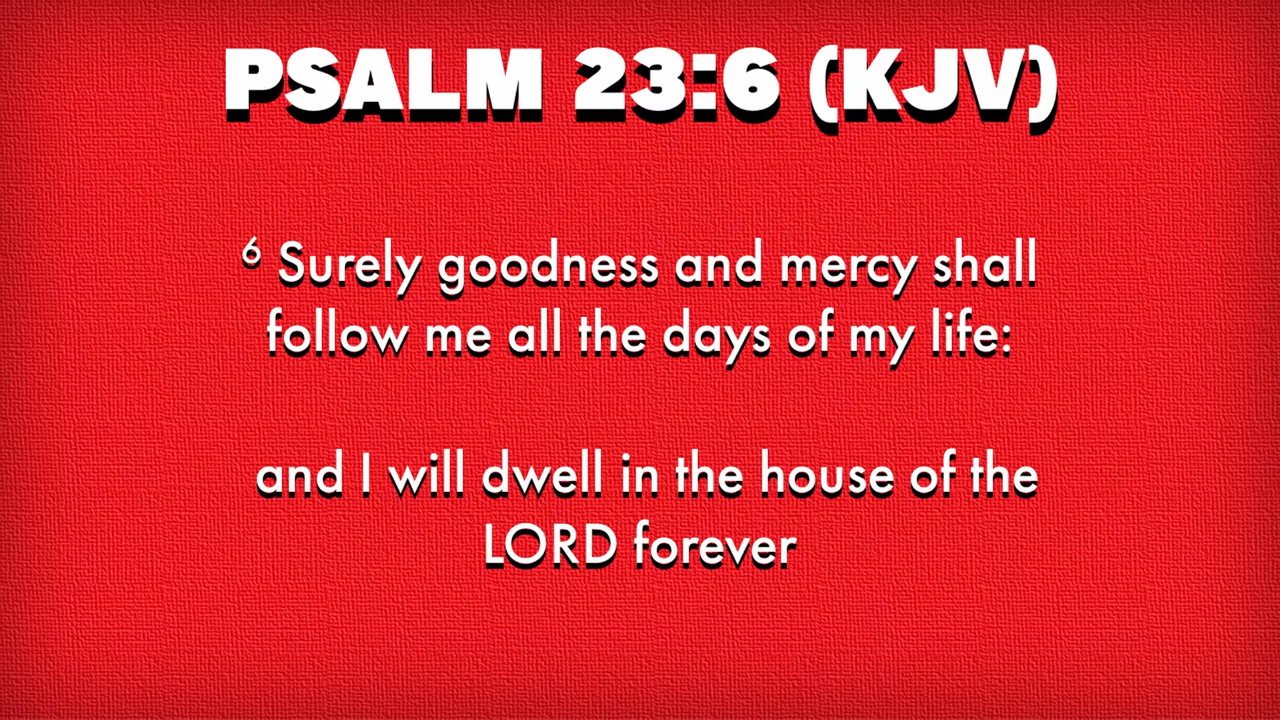 PSALM 23:6 (KJV)
⁶ Surely goodness and mercy shall
follow me all the days of my life:
and I will dwell in the house of the
LORD forever